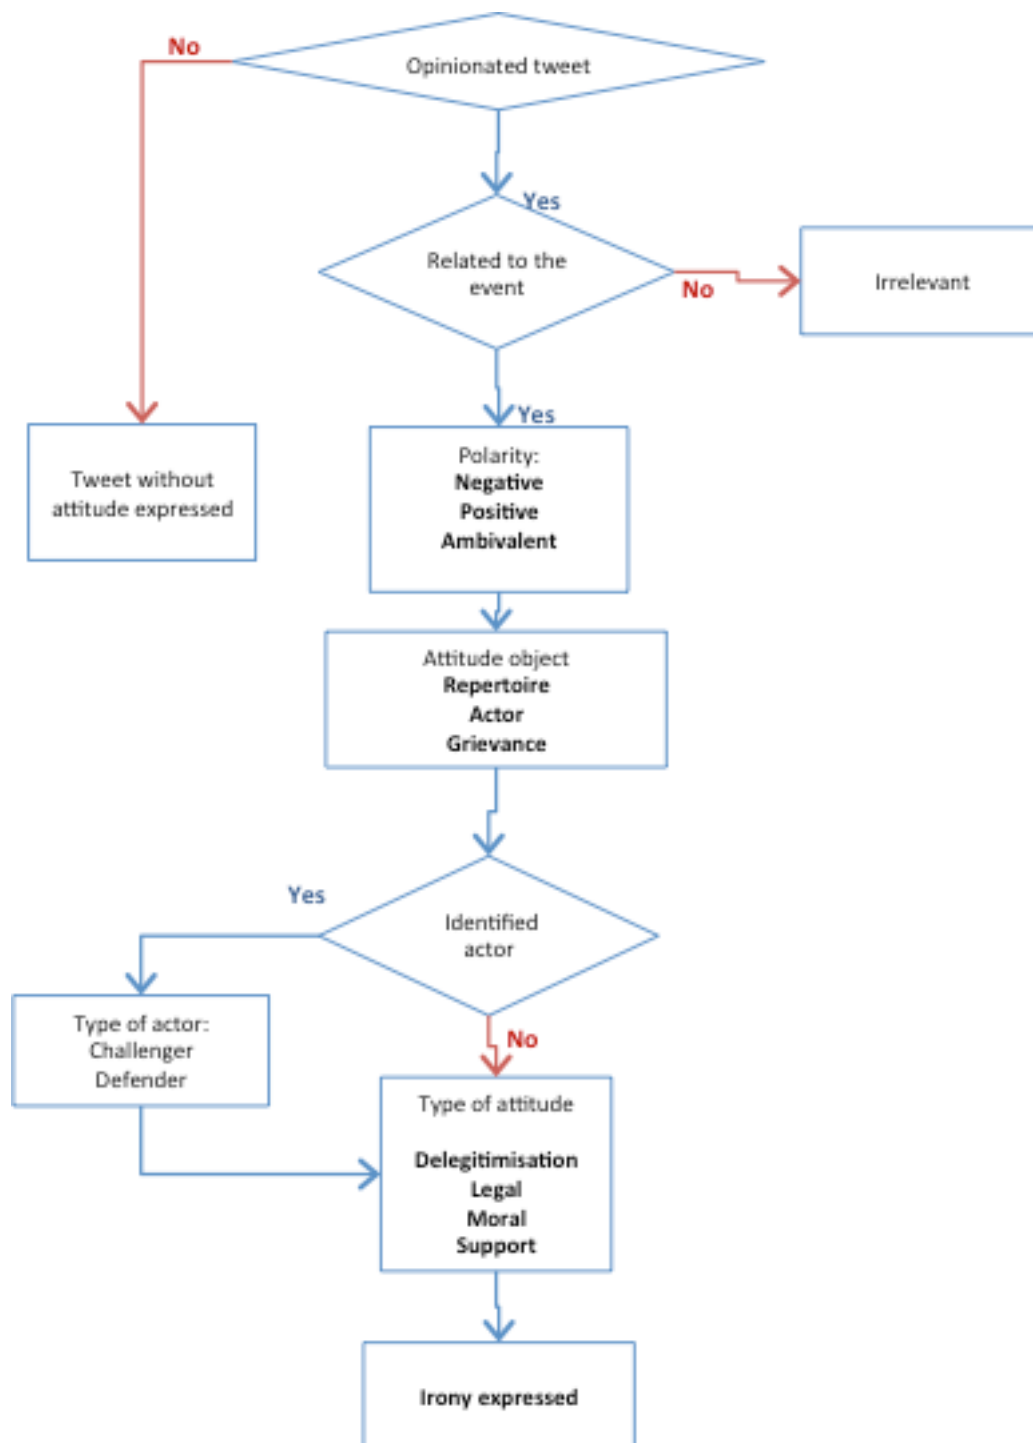 No
Opinionated tweet
Yes
Related to the
event
No
Irrelevant
Yes
Tweet without
attitude expressed
Polarity:
Negative
Positive
Ambivalent
Attitude object
Repertoire
Actor
Grievance
Yes
Identified
actor
Type of actor:
Challenger
Defender
No
Type of attitude
Delegitimisation
Legal
Moral
Support
Irony expressed